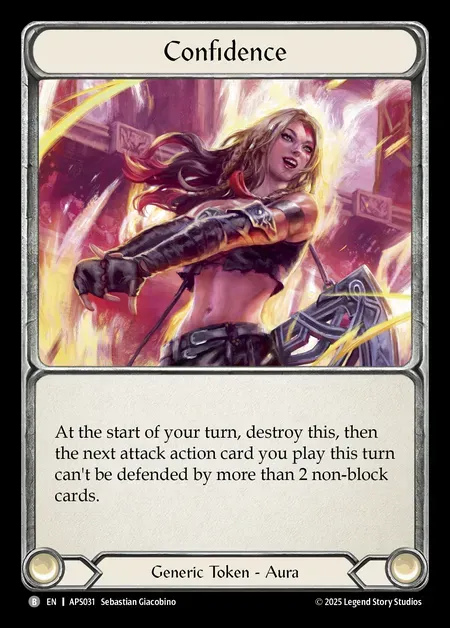 Confidence
At the start of your turn, destroy this, then
the next attack action card you play this turn
can't be defended by more than 2 non-block
cards.
Generic Token - Aura
B EN | APS031 Sebastian Giacobino
© 2025 Legend Story Studios